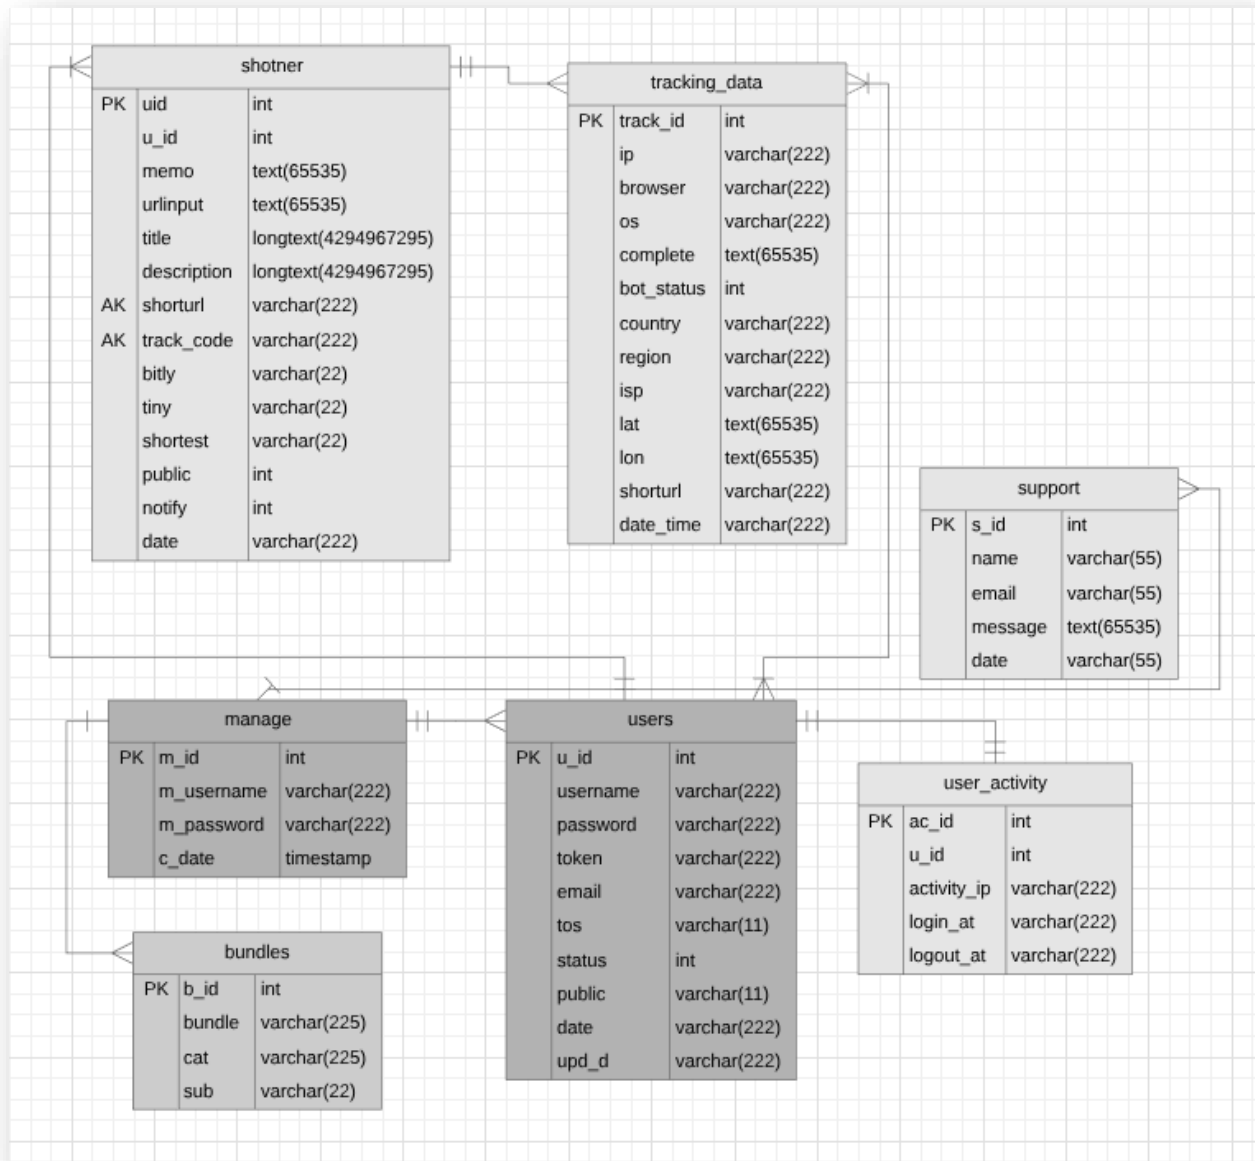 shotner
PK uid int
u_id int
memo text(65535)
urlinput text(65535)
title longtext(4294967295)
description longtext(4294967295)
AK shorturl varchar(222)
AK track_code varchar(222)
bitly varchar(22)
tiny varchar(22)
shortest varchar(22)
public int
notify int
date varchar(222)
tracking_data
PK track_id int
ip varchar(222)
browser varchar(222)
os varchar(222)
complete text(65535)
bot_status int
country varchar(222)
region varchar(222)
isp varchar(222)
lat text(65535)
lon text(65535)
shorturl varchar(222)
date_time varchar(222)
support
PK s_id int
name varchar(55)
email varchar(55)
message text(65535)
date varchar(55)
manage
PK m_id int
m_username varchar(222)
m_password varchar(222)
c_date timestamp
users
PK u_id int
username varchar(222)
password varchar(222)
token varchar(222)
email varchar(222)
tos varchar(11)
status int
public varchar(11)
date varchar(222)
upd_d varchar(222)
user_activity
PK ac_id int
u_id int
activity_ip varchar(222)
login_at varchar(222)
logout_at varchar(222)
bundles
PK b_id int
bundle varchar(225)
cat varchar(225)
sub varchar(22)